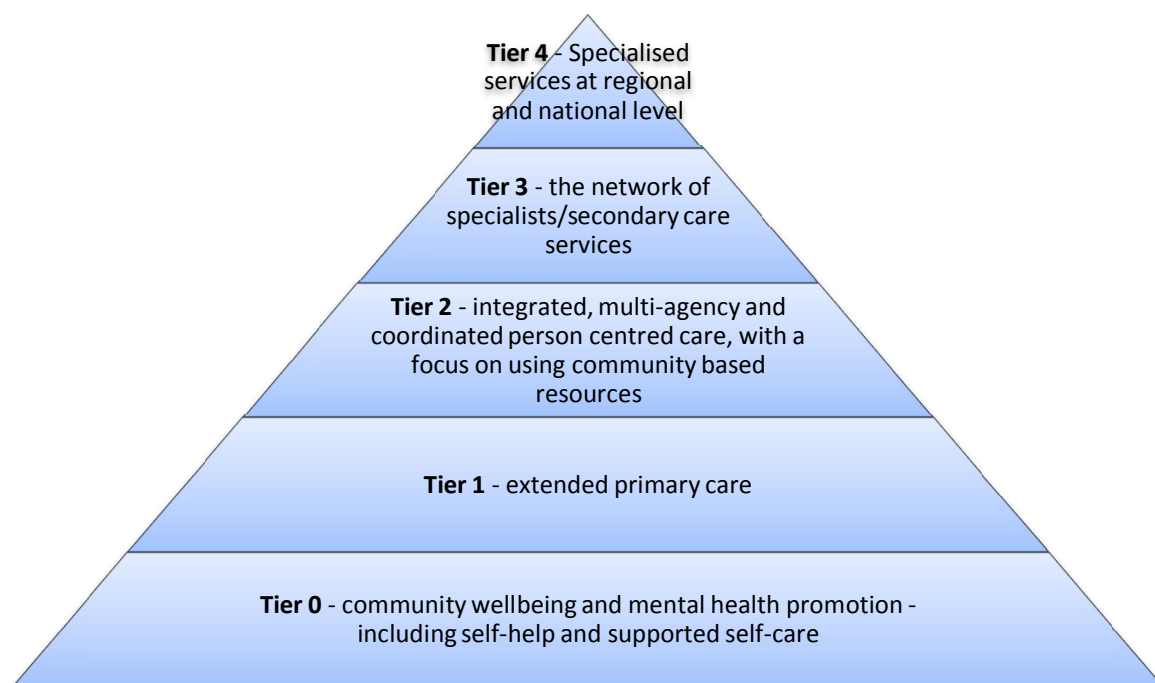 Tier 4 - Specialised
services at regional
and national level
Tier 3 - the network of
specialists/secondary care
services
Tier 2 - integrated, multi-agency and
coordinated person centred care, with a
focus on using community based
resources
Tier 1 - extended primary care
Tier 0 - community wellbeing and mental health promotion -
including self-help and supported self-care